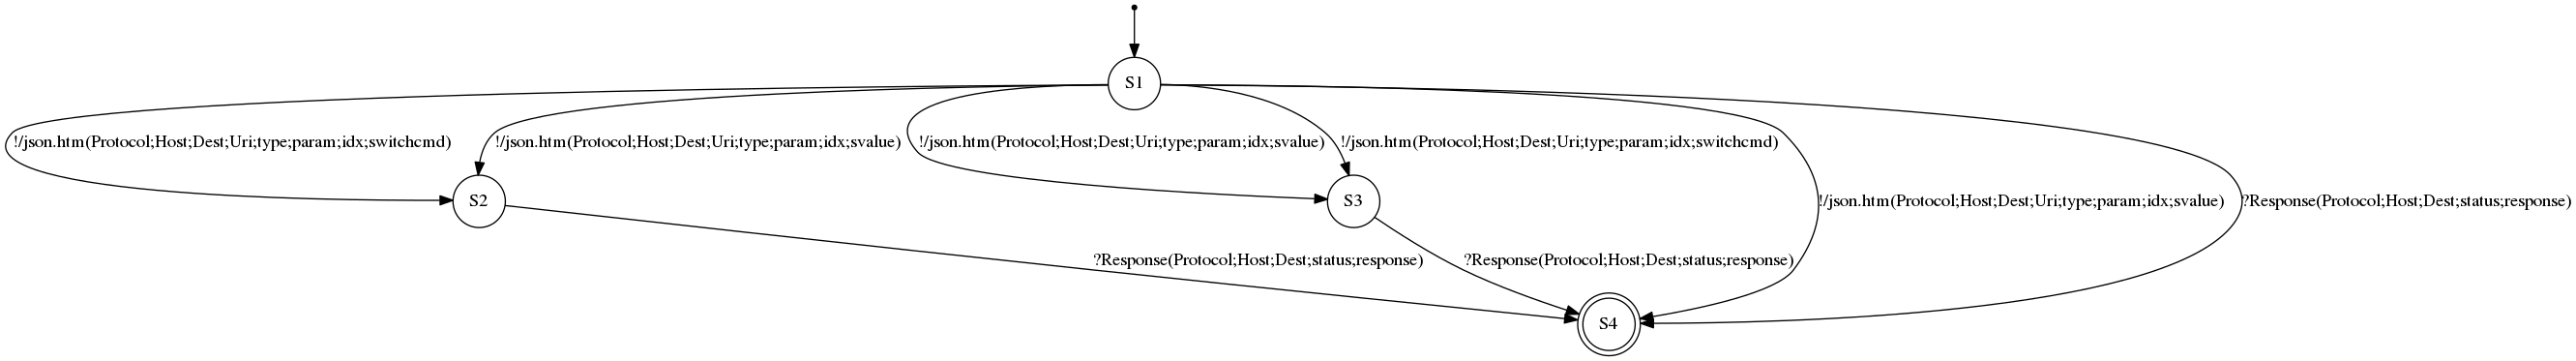 S1
!/json.htm(Protocol;Host;Dest;Uri;type;param;idx;switchcmd)
!/json.htm(Protocol;Host;Dest;Uri;type;param;idx;svalue)
!/json.htm(Protocol;Host;Dest;Uri;type;param;idx;svalue)
!/json.htm(Protocol;Host;Dest;Uri;type;param;idx;switchcmd)
S2
S3
!/json.htm(Protocol;Host;Dest;Uri;type;param;idx;svalue)
?Response(Protocol;Host;Dest;status;response)
?Response(Protocol;Host;Dest;status;response)
?Response(Protocol;Host;Dest;status;response)
S4